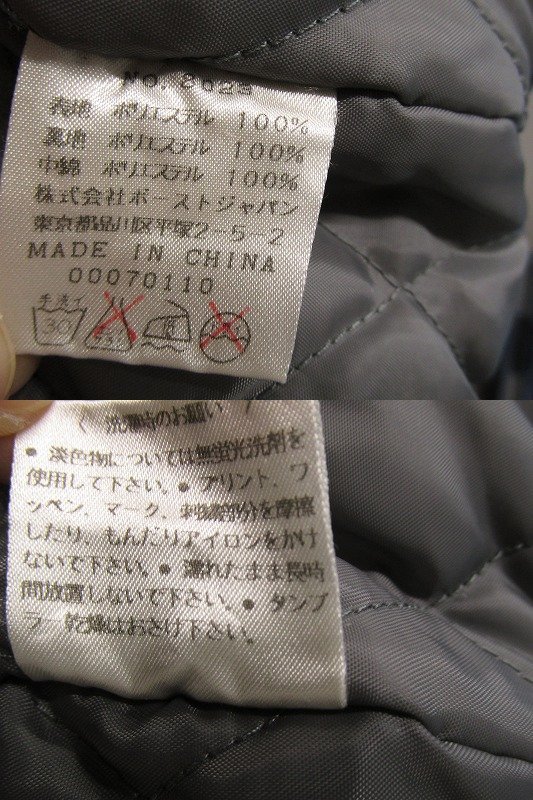 No. 2623
表地 ポリエステル 100%
裏地 ポリエステル 100%
中綿 ポリエステル 100%
株式会社ボーストジャパン
東京都品川区平塚2-5-2
MADE IN CHINA
00070110
手洗イ
30
〈洗濯時のお願い〉
● 淡色物については無蛍光洗剤を
使用して下さい。● プリント、ワ
ッペン、マーク、刺繍部分を摩擦
したり、もんだりアイロンをかけ
ないで下さい。● 濡れたまま長時
間放置しないで下さい。● タンブ
ラー乾燥はおさけ下さい。